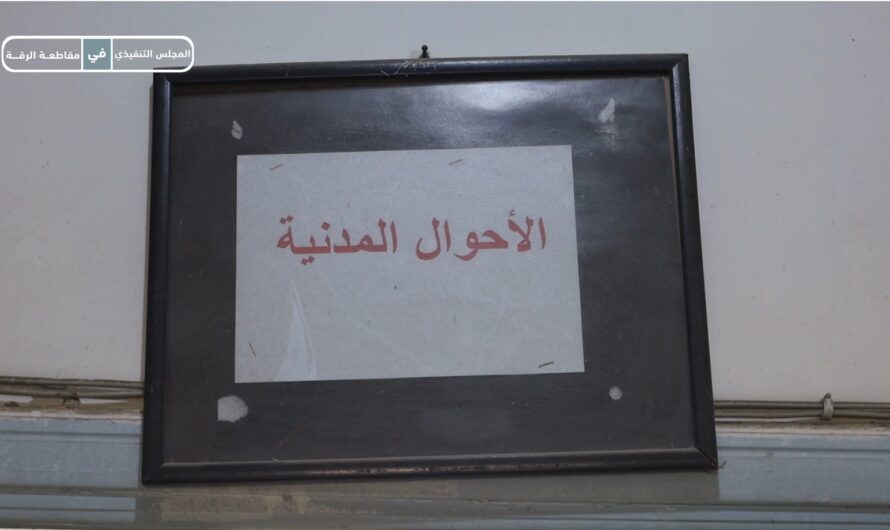 المجلس التنفيذي في مقاطعة الرقة
الأحوال المدنية